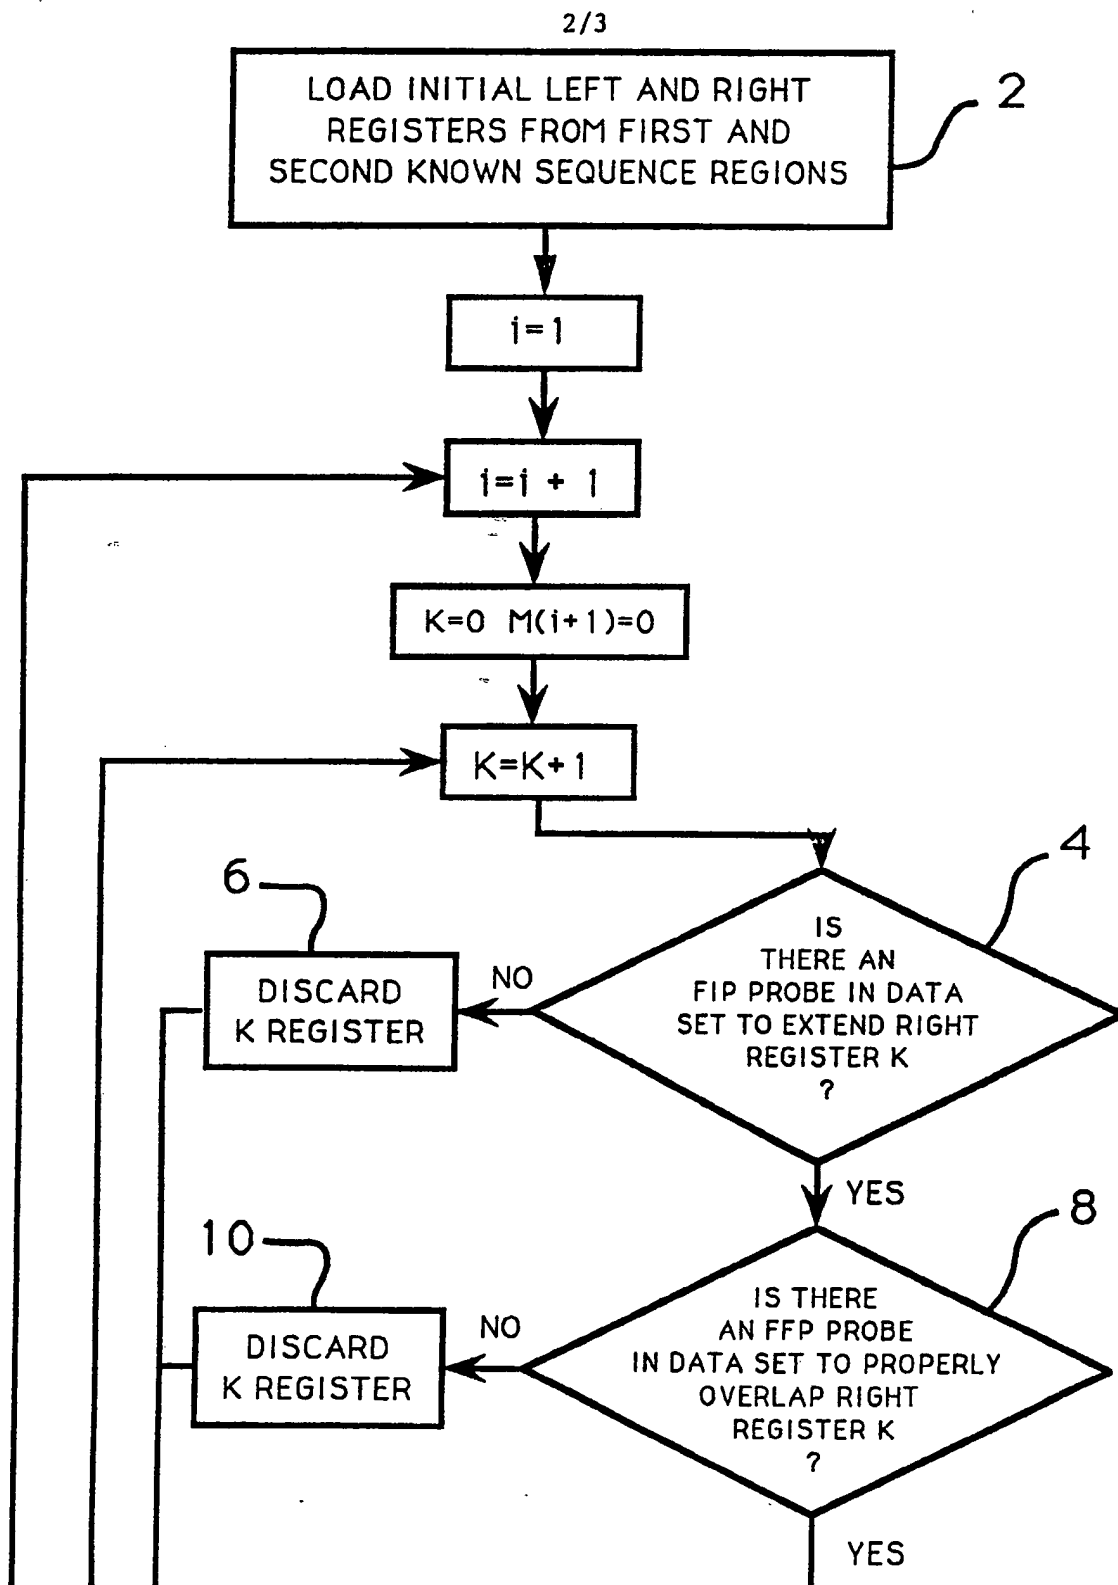 2/3
LOAD INITIAL LEFT AND RIGHT
REGISTERS FROM FIRST AND
SECOND KNOWN SEQUENCE REGIONS
2
i=1
i=i + 1
K=0 M(i+1)=0
K=K+1
4
6
IS
THERE AN
FIP PROBE IN DATA
SET TO EXTEND RIGHT
REGISTER K
?
NO
DISCARD
K REGISTER
YES
8
10
IS THERE
AN FFP PROBE
IN DATA SET TO PROPERLY
OVERLAP RIGHT
REGISTER K
?
NO
DISCARD
K REGISTER
YES